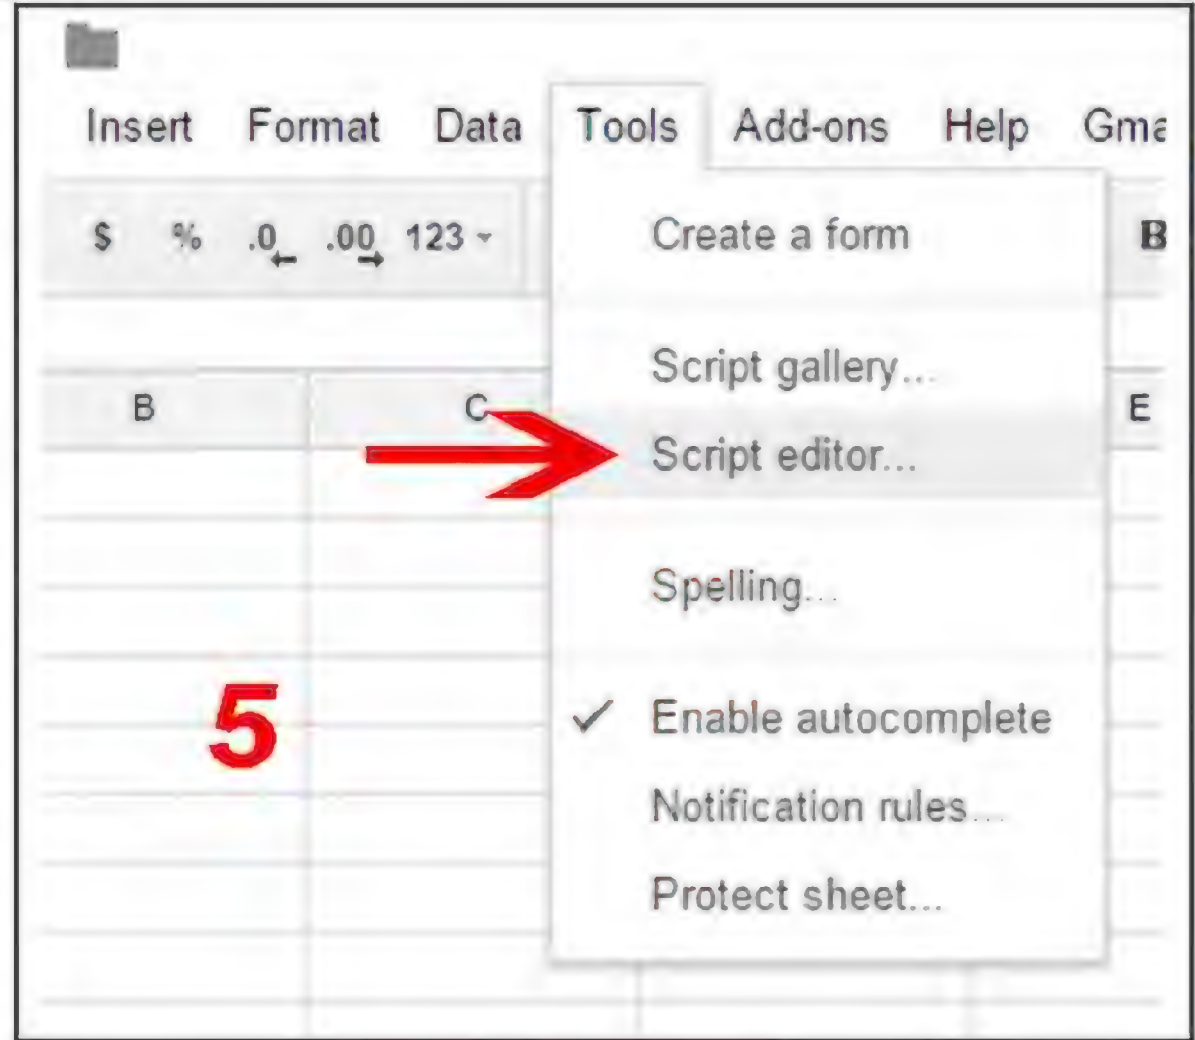 Insert Format Data Tools Add-ons Help
$ % .0 .00 123 B
Create a form
Script gallery...
B C E
Script editor...
Spelling...
5
Enable autocomplete
Notification rules...
Protect sheet...